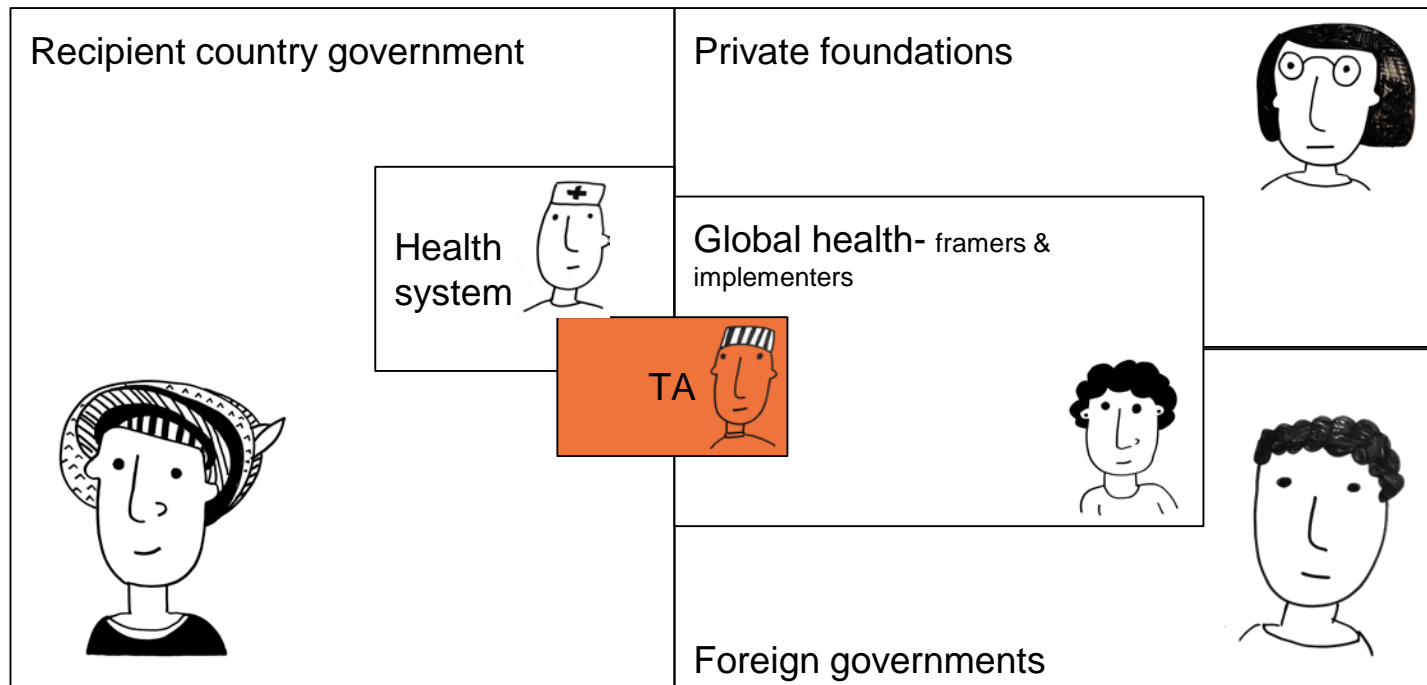 Recipient country government
Private foundations
Health
system
Global health- framers &
implementers
TA
Foreign governments